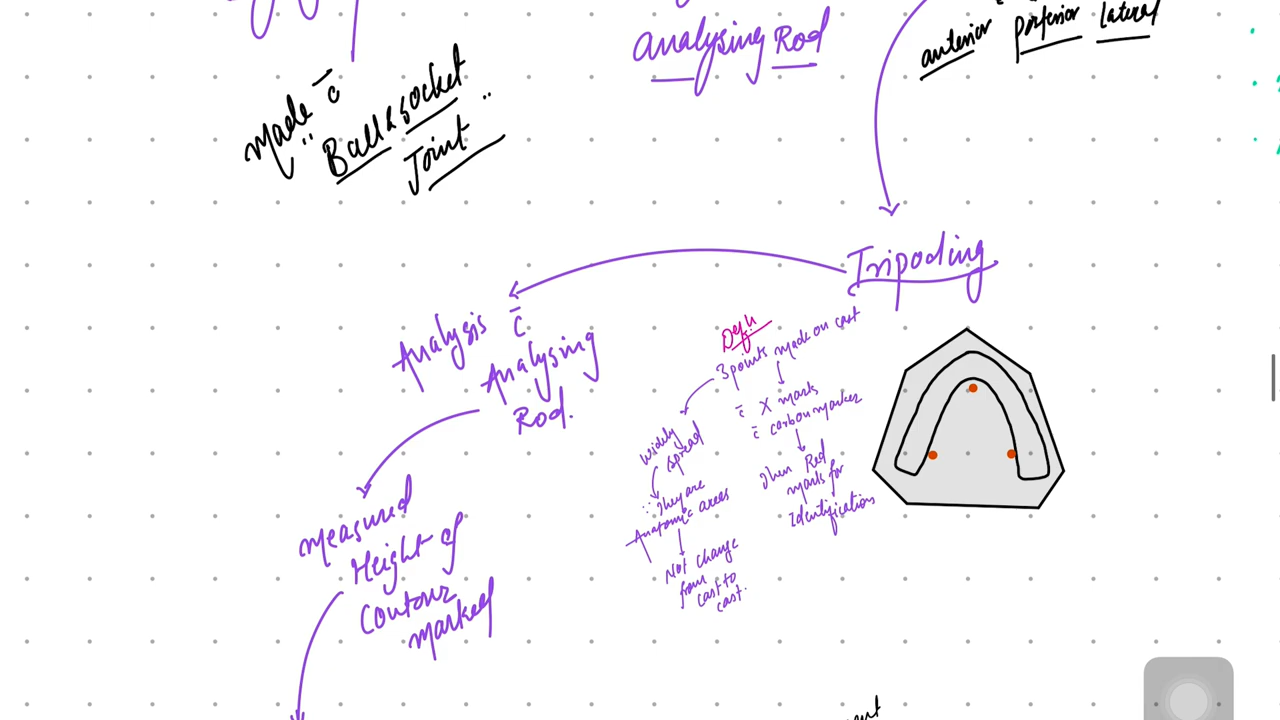 analysing Rod
anterior posterior lateral
made c̄
Ball & socket
Joint
Tripoding
Analysis c̄
Analysing
Rod.
measured
Height of
contour
marked
Defn
3 points made on cast
widely
spread
∵ They are
Anatomic areas
Not change
from
cast to
cast.
c̄ X marks
c̄ carbon marker
Then Red
marks for
Identification